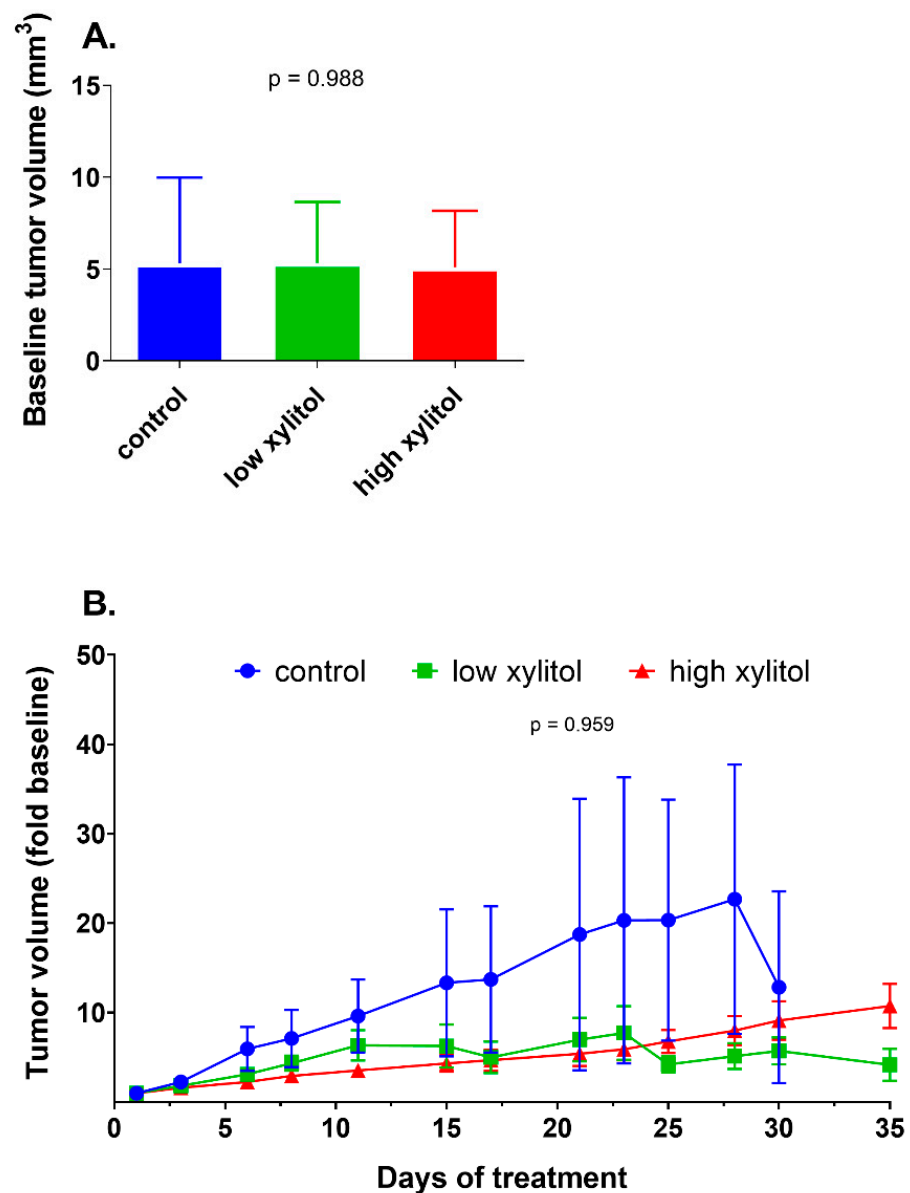 A.
p = 0.988
Baseline tumor volume (mm³)
15
10
5
0
control
low xylitol
high xylitol
B.
control
low xylitol
high xylitol
p = 0.959
Tumor volume (fold baseline)
50
40
30
20
10
0 5 10 15 20 25 30 35
Days of treatment